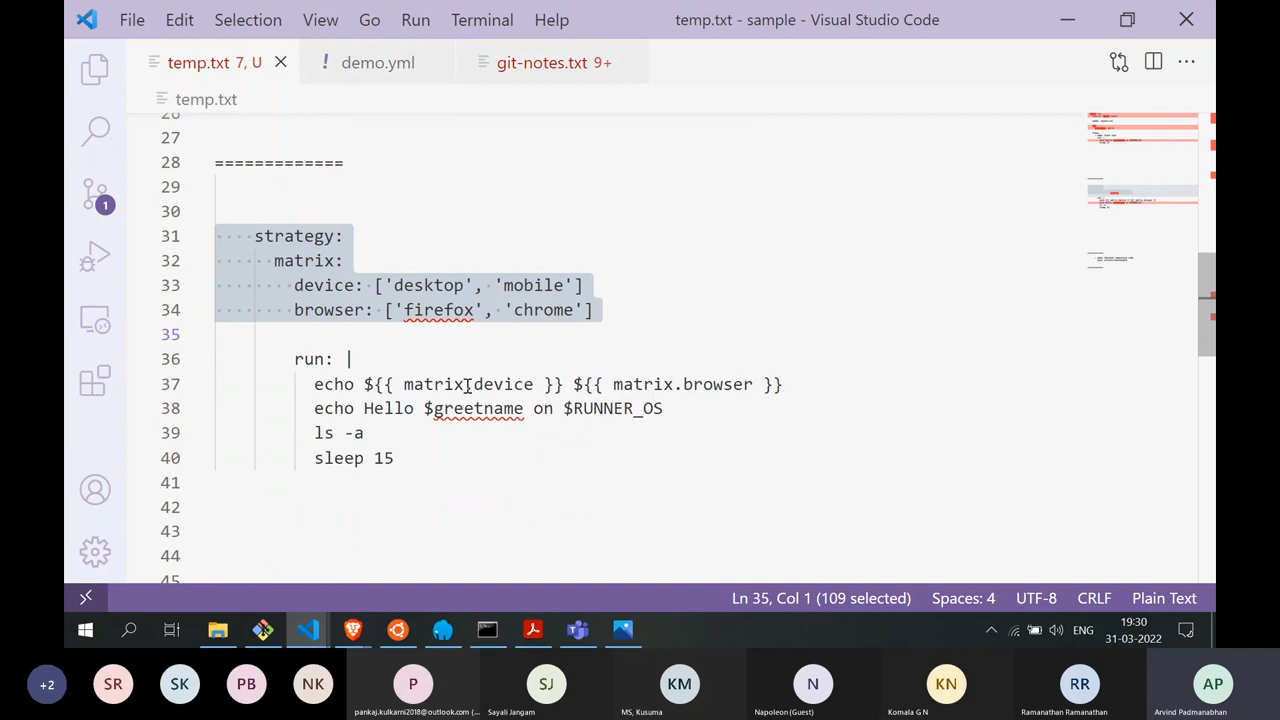 File Edit Selection View Go Run Terminal Help temp.txt - sample - Visual Studio Code
temp.txt 7, U demo.yml git-notes.txt 9+
temp.txt
27
28 =============
29
30
31 strategy:
32 matrix:
33 device: ['desktop', 'mobile']
34 browser: ['firefox', 'chrome']
35
36 run: |
37 echo ${{ matrix.device }} ${{ matrix.browser }}
38 echo Hello $greetname on $RUNNER_OS
39 ls -a
40 sleep 15
41
42
43
44
45
1
Ln 35, Col 1 (109 selected) Spaces: 4 UTF-8 CRLF Plain Text
ENG 19:30
31-03-2022
+2 SR SK PB NK P SJ KM N KN RR AP
pankaj.kulkarni2018@outlook.com (... Sayali Jangam MS, Kusuma Napoleon (Guest) Komala G N Ramanathan Ramanathan Arvind Padmanabhan